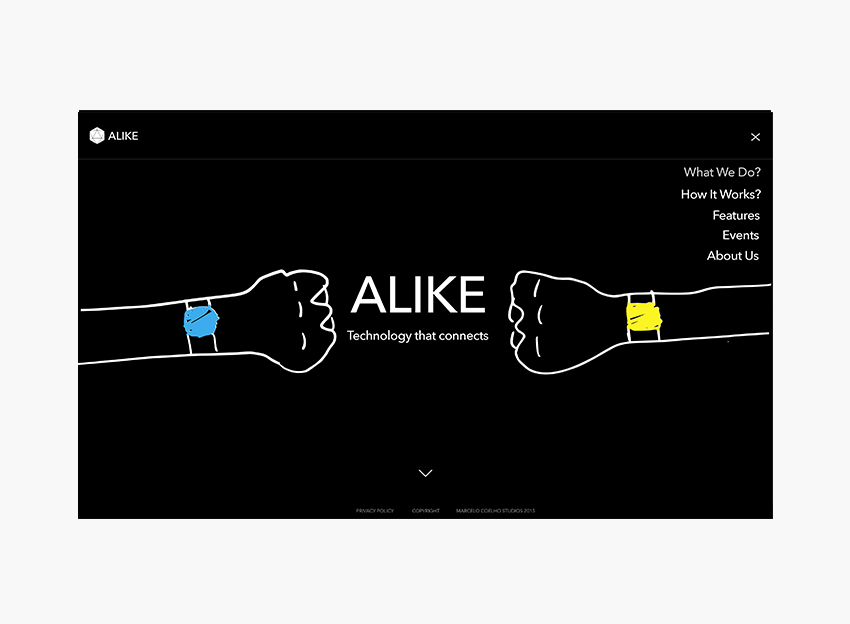 ALIKE
What We Do?
How It Works?
Features
Events
About Us
ALIKE
Technology that connects
PRIVACY POLICY COPYRIGHT MARCELO COELHO STUDIOS 2015